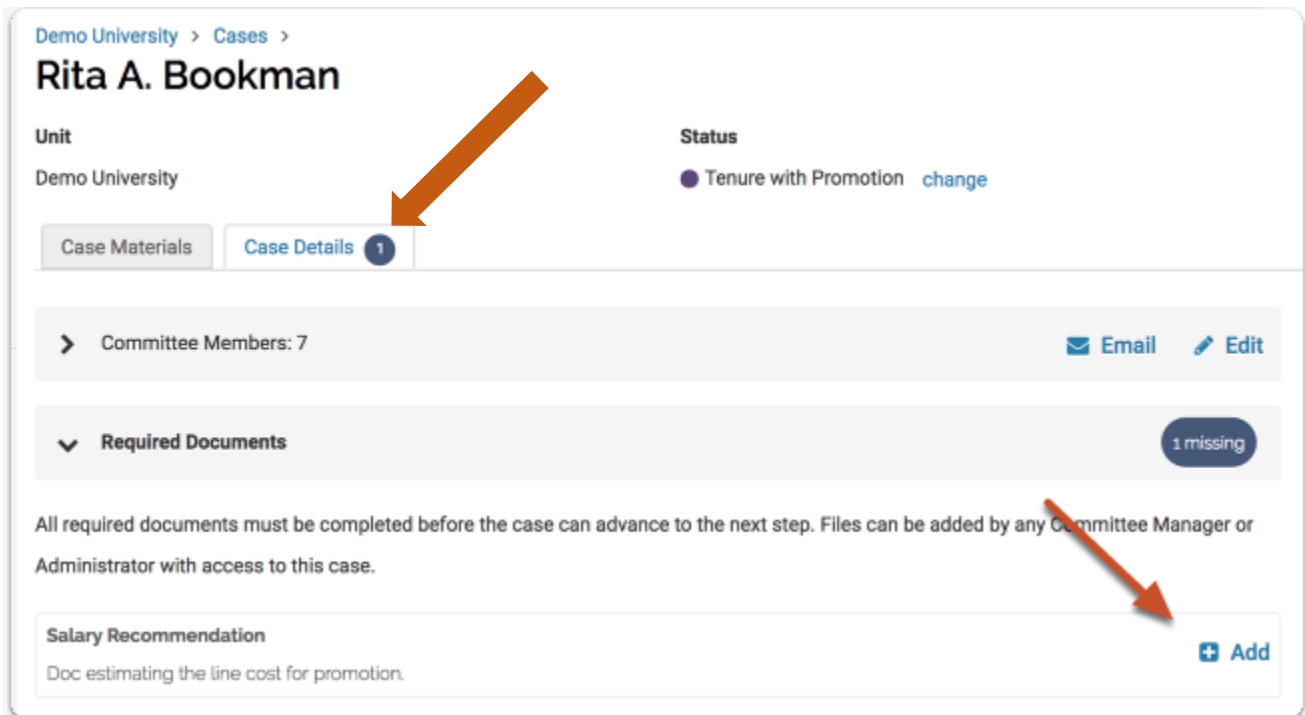 Demo University > Cases >
Rita A. Bookman
Unit
Status
Demo University
Tenure with Promotion change
Case Materials
Case Details 1
Committee Members: 7
Email
Edit
Required Documents
1 missing
All required documents must be completed before the case can advance to the next step. Files can be added by any Committee Manager or
Administrator with access to this case.
Salary Recommendation
Doc estimating the line cost for promotion.
Add